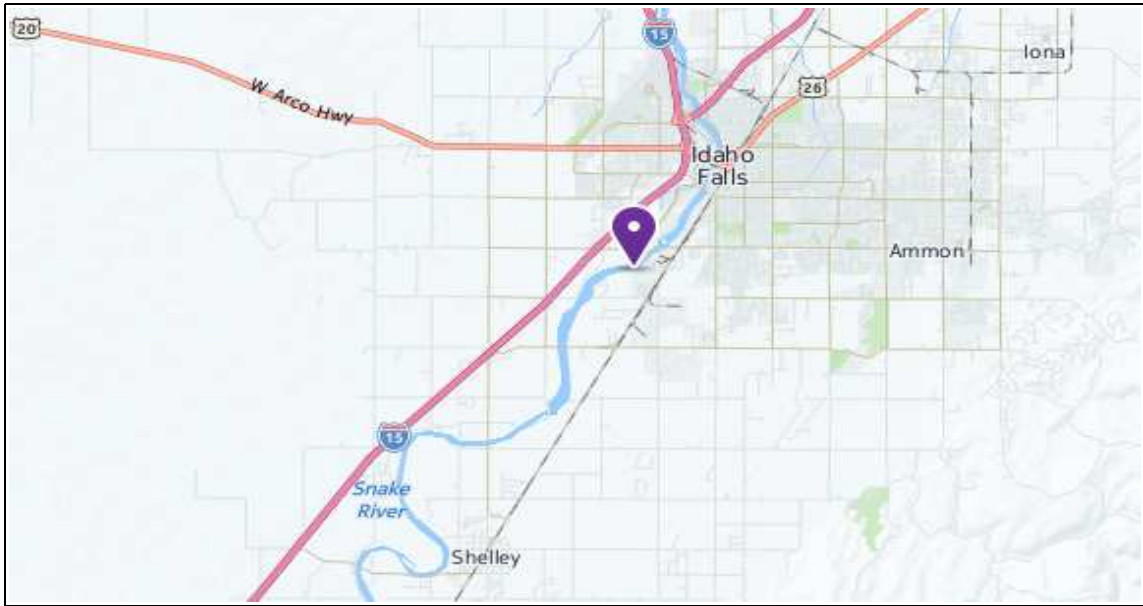 20
15
Iona
W Arco Hwy
26
Idaho
Falls
Ammon
15
Snake
River
Shelley